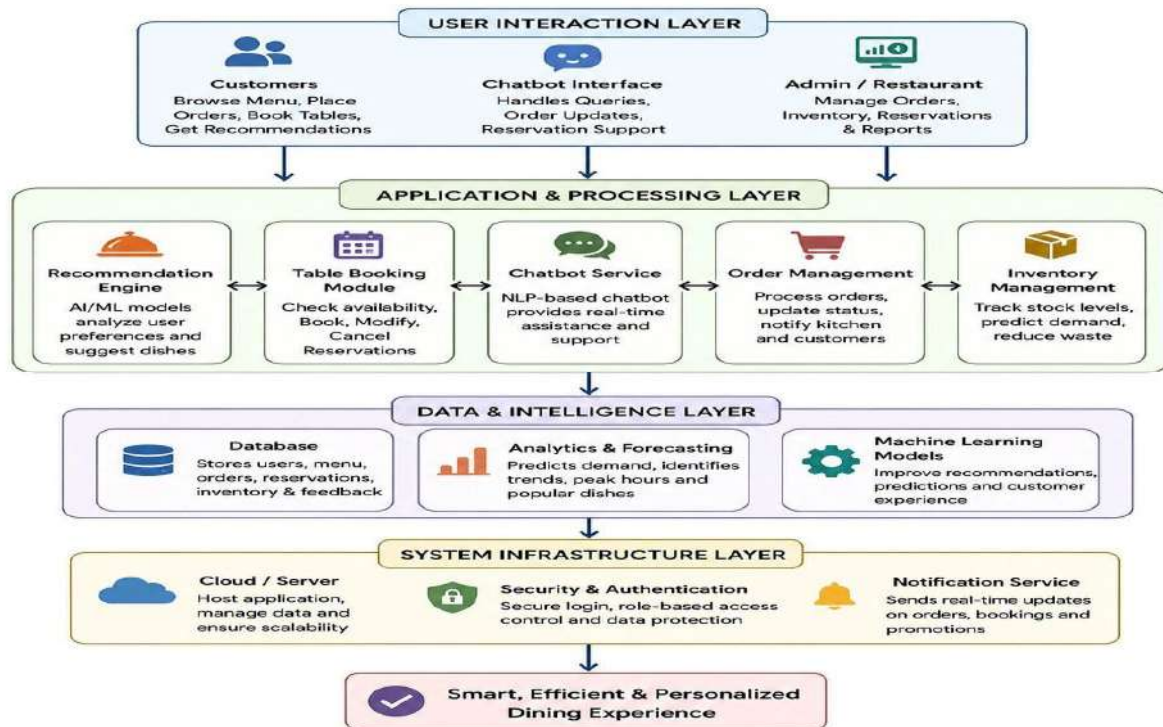 USER INTERACTION LAYER
Customers
Browse Menu, Place
Orders, Book Tables,
Get Recommendations
Chatbot Interface
Handles Queries,
Order Updates,
Reservation Support
Admin / Restaurant
Manage Orders,
Inventory, Reservations
& Reports
APPLICATION & PROCESSING LAYER
Recommendation
Engine
AI/ML models
analyze user
preferences and
suggest dishes
Table Booking
Module
Check availability,
Book, Modify,
Cancel
Reservations
Chatbot Service
NLP-based chatbot
provides real-time
assistance and
support
Order Management
Process orders,
update status,
notify kitchen
and customers
Inventory
Management
Track stock levels,
predict demand,
reduce waste
DATA & INTELLIGENCE LAYER
Database
Stores users, menu,
orders, reservations,
inventory & feedback
Analytics & Forecasting
Predicts demand, identifies
trends, peak hours and
popular dishes
Machine Learning
Models
Improve recommendations,
predictions and customer
experience
SYSTEM INFRASTRUCTURE LAYER
Cloud / Server
Host application,
manage data and
ensure scalability
Security & Authentication
Secure login, role-based access
control and data protection
Notification Service
Sends real-time updates
on orders, bookings and
promotions
Smart, Efficient & Personalized
Dining Experience